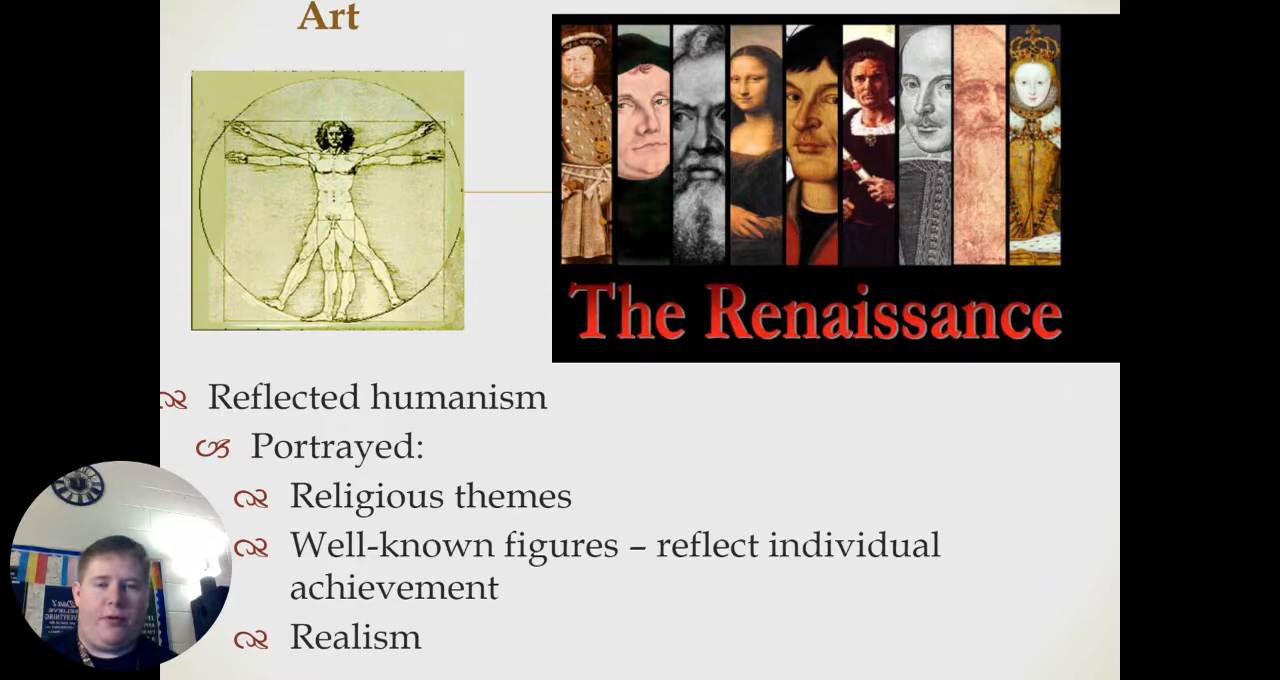 Art
The Renaissance
Reflected humanism
Portrayed:
Religious themes
Well-known figures – reflect individual
achievement
Realism